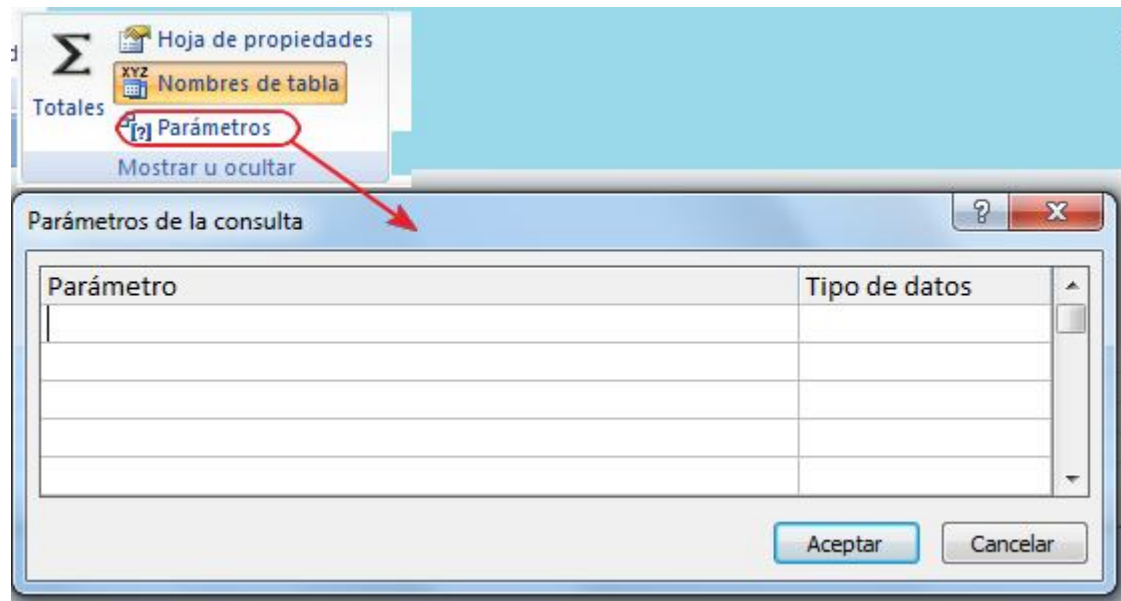 d
Σ
Totales
Hoja de propiedades
XYZ
Nombres de tabla
[?] Parámetros
Mostrar u ocultar
Parámetros de la consulta
?
X
Parámetro
Tipo de datos
Aceptar
Cancelar